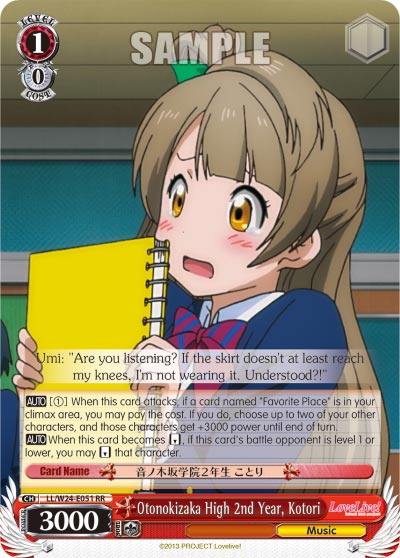 LEVEL
1
0
COST
SAMPLE
Umi: "Are you listening? If the skirt doesn't at least reach
my knees, I'm not wearing it. Understood?!"
AUTO [①] When this card attacks, if a card named "Favorite Place" is in your
climax area, you may pay the cost. If you do, choose up to two of your other
characters, and those characters get +3000 power until end of turn.
AUTO When this card becomes [▼], if this card's battle opponent is level 1 or
lower, you may [▼] that character.
Card Name 音ノ木坂学院2年生 ことり
Ch LL/W24-E051 RR
POWER 3000 SOUL
Otonokizaka High 2nd Year, Kotori
LoveLive!
Music
©2013 PROJECT Lovelive!